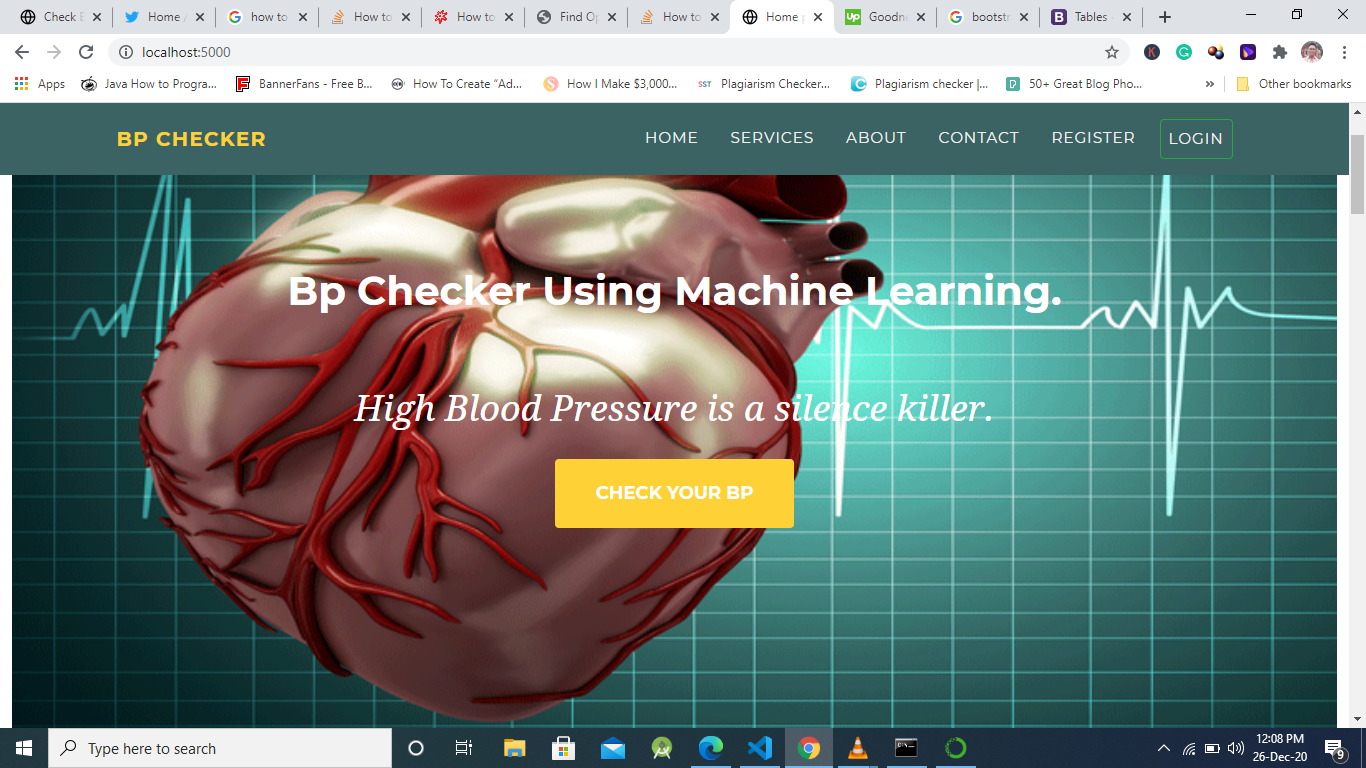 Check B
Home /
how to
How to
How to
Find Op
How to
Home p
Goodne
bootstr
Tables ·
localhost:5000
Apps
Java How to Progra...
BannerFans - Free B...
How To Create “Ad...
How I Make $3,000...
SST Plagiarism Checker...
Plagiarism checker |...
50+ Great Blog Pho...
»
Other bookmarks
BP CHECKER
HOME
SERVICES
ABOUT
CONTACT
REGISTER
LOGIN
Bp Checker Using Machine Learning.
High Blood Pressure is a silence killer.
CHECK YOUR BP
Type here to search
12:08 PM
26-Dec-20
9